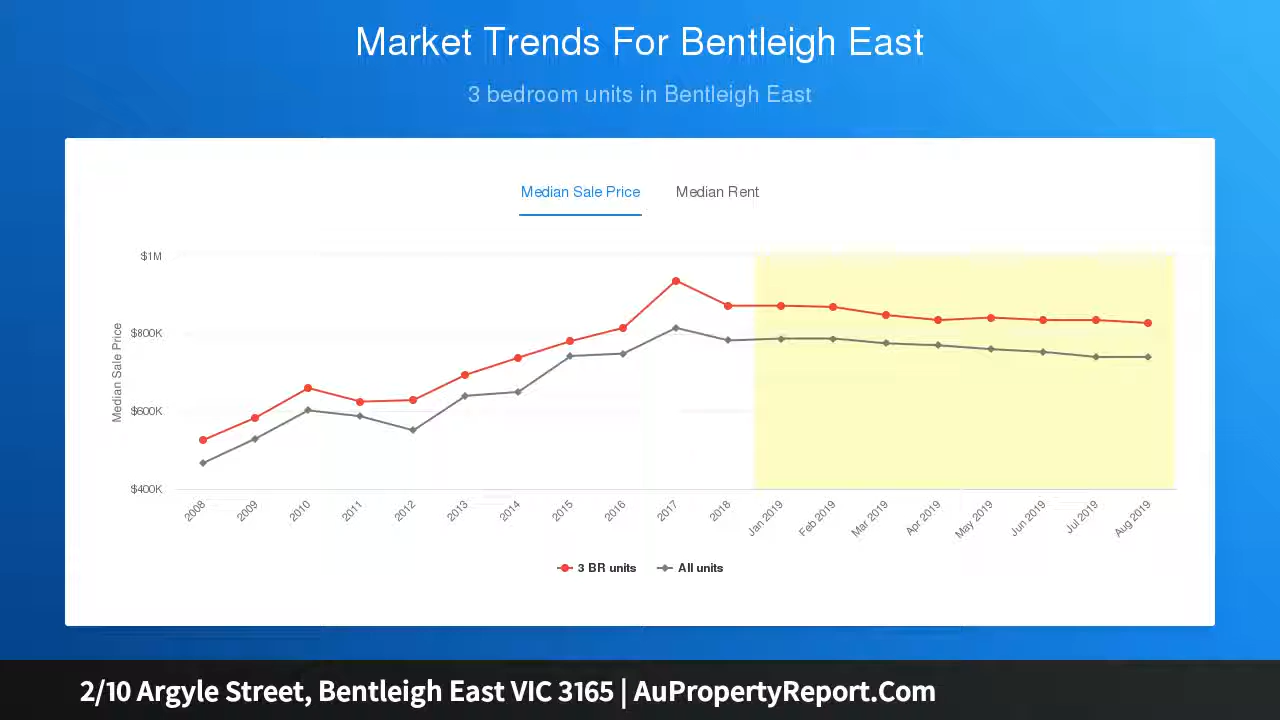 Market Trends For Bentleigh East
3 bedroom units in Bentleigh East
Median Sale Price Median Rent
Median Sale Price
$1M
$800K
$600K
$400K
2008 2009 2010 2011 2012 2013 2014 2015 2016 2017 2018 Jan 2019 Feb 2019 Mar 2019 Apr 2019 May 2019 Jun 2019 Jul 2019 Aug 2019
3 BR units All units
2/10 Argyle Street, Bentleigh East VIC 3165 | AuPropertyReport.Com